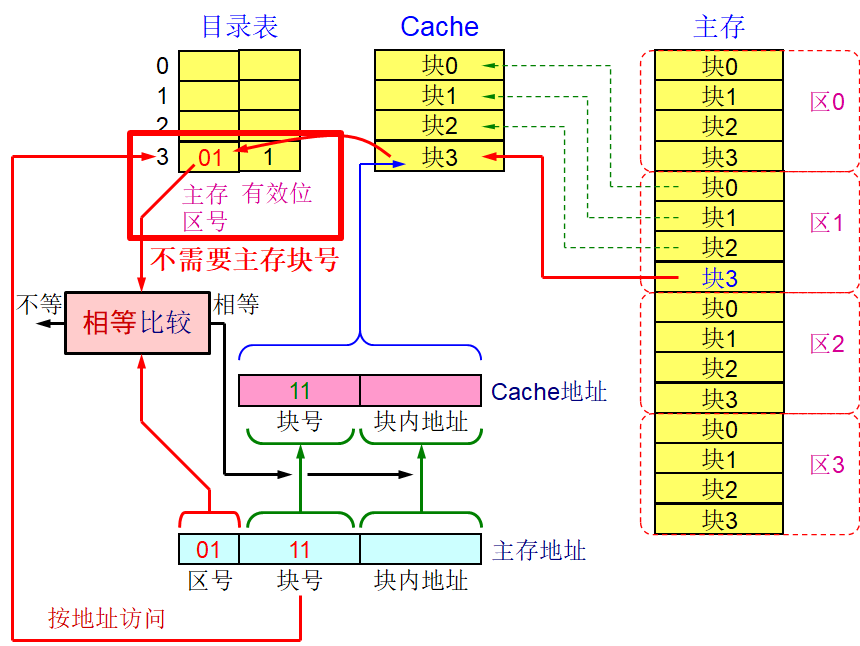 目录表
Cache
主存
0
1
2
3
01
1
主存
区号
有效位
不需要主存块号
块0
块1
块2
块3
块0
块1
块2
块3
区0
块0
块1
块2
块3
区1
块0
块1
块2
块3
区2
块0
块1
块2
块3
区3
不等
相等比较
相等
11
Cache地址
块号
块内地址
01
11
主存地址
区号
块号
块内地址
按地址访问